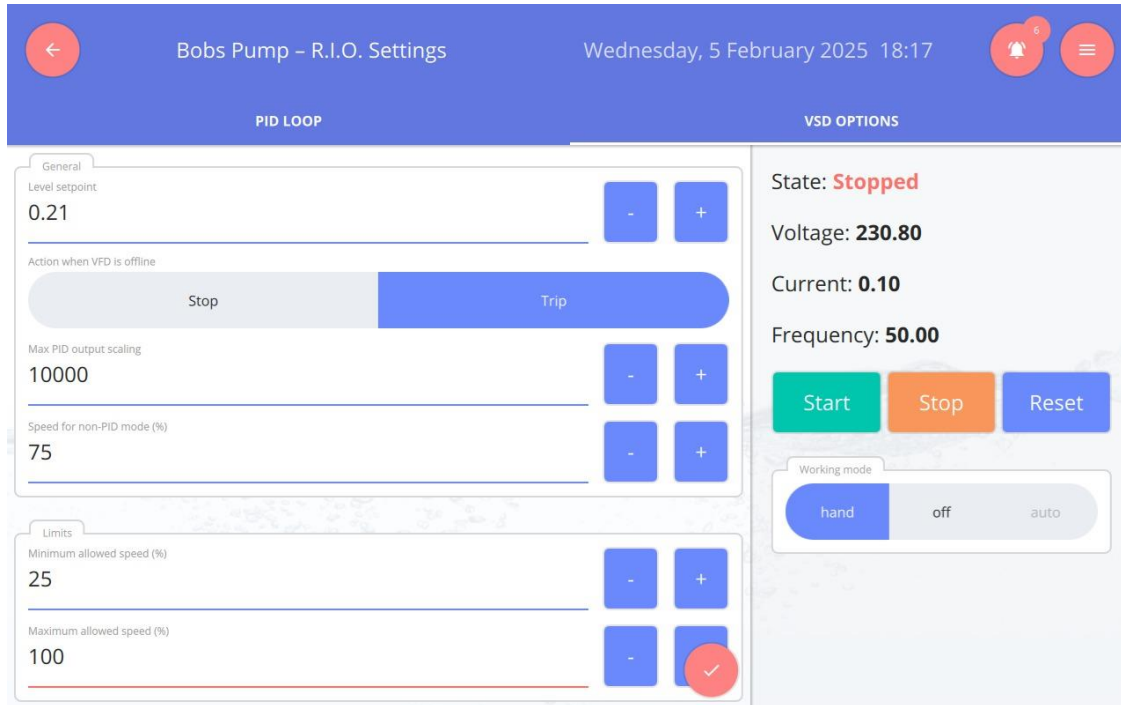 Bobs Pump – R.I.O. Settings
Wednesday, 5 February 2025 18:17
6
PID LOOP
VSD OPTIONS
General
Level setpoint
0.21
- +
Action when VFD is offline
Stop Trip
Max PID output scaling
10000
- +
Speed for non-PID mode (%)
75
- +
Limits
Minimum allowed speed (%)
25
- +
Maximum allowed speed (%)
100
-
State: Stopped
Voltage: 230.80
Current: 0.10
Frequency: 50.00
Start Stop Reset
Working mode
hand off auto